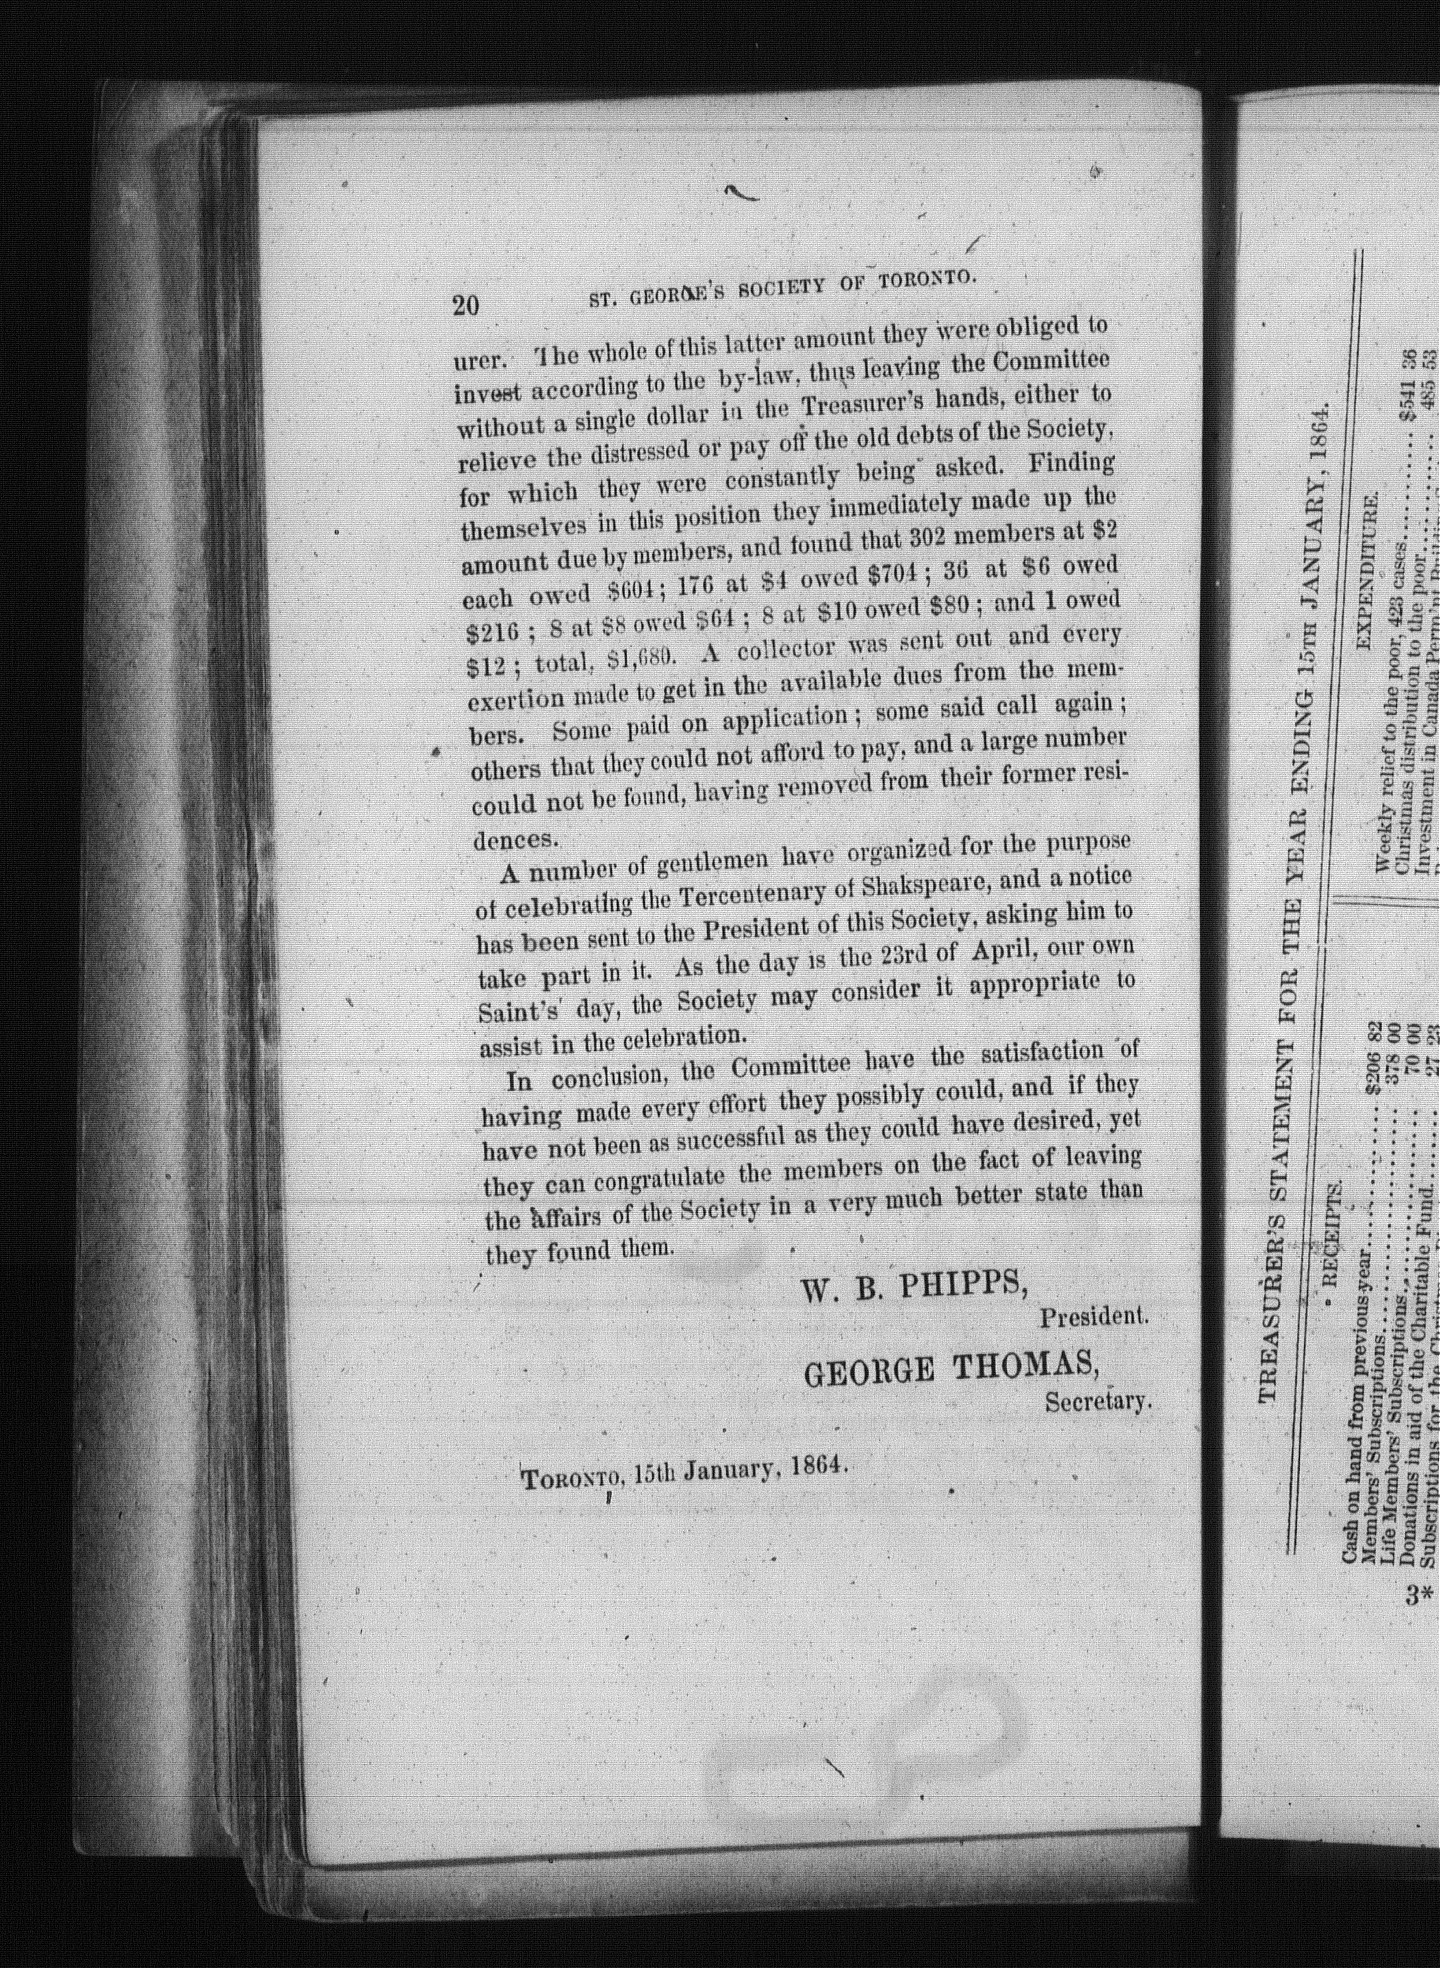 20 ST. GEORGE'S SOCIETY OF TORONTO.
urer. The whole of this latter amount they were obliged to
invest according to the by-law, thus leaving the Committee
without a single dollar in the Treasurer's hands, either to
relieve the distressed or pay off the old debts of the Society,
for which they were constantly being asked. Finding
themselves in this position they immediately made up the
amount due by members, and found that 302 members at $2
each owed $604; 176 at $4 owed $704; 36 at $6 owed
$216; 8 at $8 owed $64; 8 at $10 owed $80; and 1 owed
$12; total, $1,680. A collector was sent out and every
exertion made to get in the available dues from the mem-
bers. Some paid on application; some said call again;
others that they could not afford to pay, and a large number
could not be found, having removed from their former resi-
dences.
A number of gentlemen have organized for the purpose
of celebrating the Tercentenary of Shakspeare, and a notice
has been sent to the President of this Society, asking him to
take part in it. As the day is the 23rd of April, our own
Saint's day, the Society may consider it appropriate to
assist in the celebration.
In conclusion, the Committee have the satisfaction of
having made every effort they possibly could, and if they
have not been as successful as they could have desired, yet
they can congratulate the members on the fact of leaving
the affairs of the Society in a very much better state than
they found them.
W. B. PHIPPS,
President.
GEORGE THOMAS,
Secretary.
TORONTO, 15th January, 1864.
TREASURER'S STATEMENT FOR THE YEAR ENDING 15TH JANUARY, 1864.
RECEIPTS.
Cash on hand from previous year........... $206 82
Members' Subscriptions........... 378 00
Life Members' Subscriptions........... 70 00
Donations in aid of the Charitable Fund....... 27 23
Subscriptions for the
EXPENDITURE.
Weekly relief to the poor, 423 cases........... $541 36
Christmas distribution to the poor........... 485 53
Investment in Canada
3*